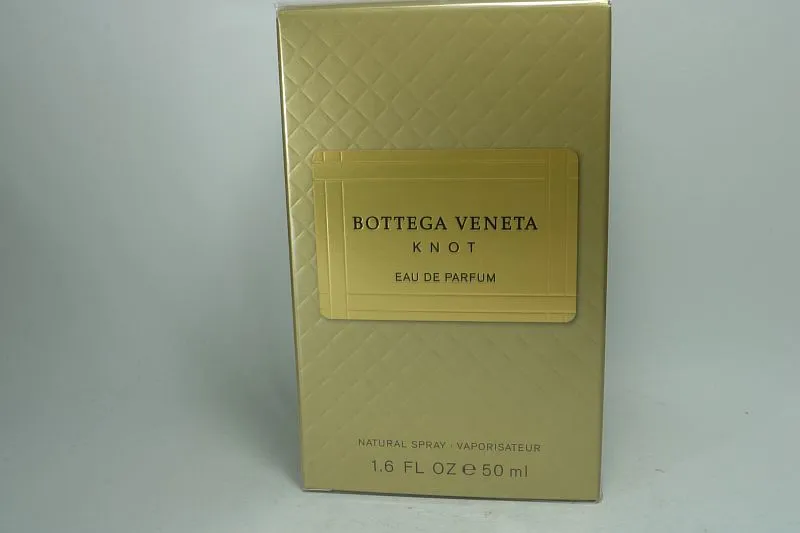 BOTTEGA VENETA
KNOT
EAU DE PARFUM
NATURAL SPRAY · VAPORISATEUR
1.6 FL OZ ℮ 50 ml